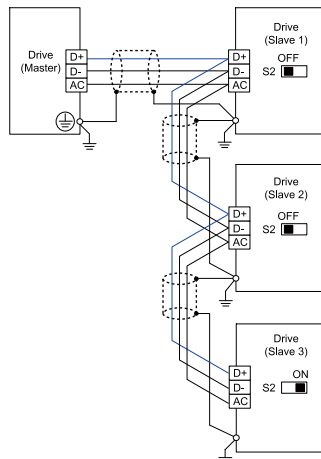 Drive
(Master)
D+
D-
AC
D+
D-
AC
Drive
(Slave 1)
OFF
S2
D+
D-
AC
Drive
(Slave 2)
OFF
S2
D+
D-
AC
Drive
(Slave 3)
ON
S2